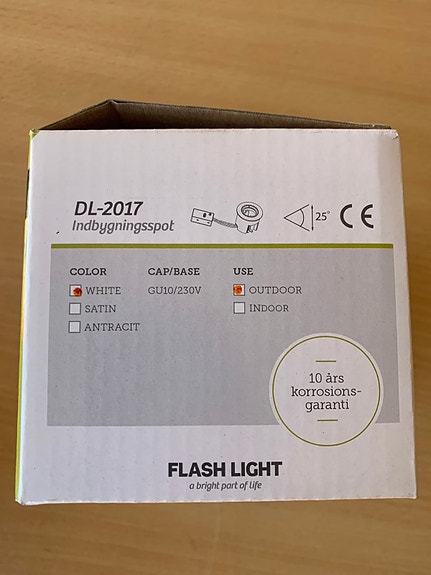 DL-2017
Indbygningsspot
25°
CE
COLOR CAP/BASE USE
WHITE GU10/230V OUTDOOR
SATIN INDOOR
ANTRACIT
10 års
korrosions-
garanti
FLASH LIGHT
a bright part of life